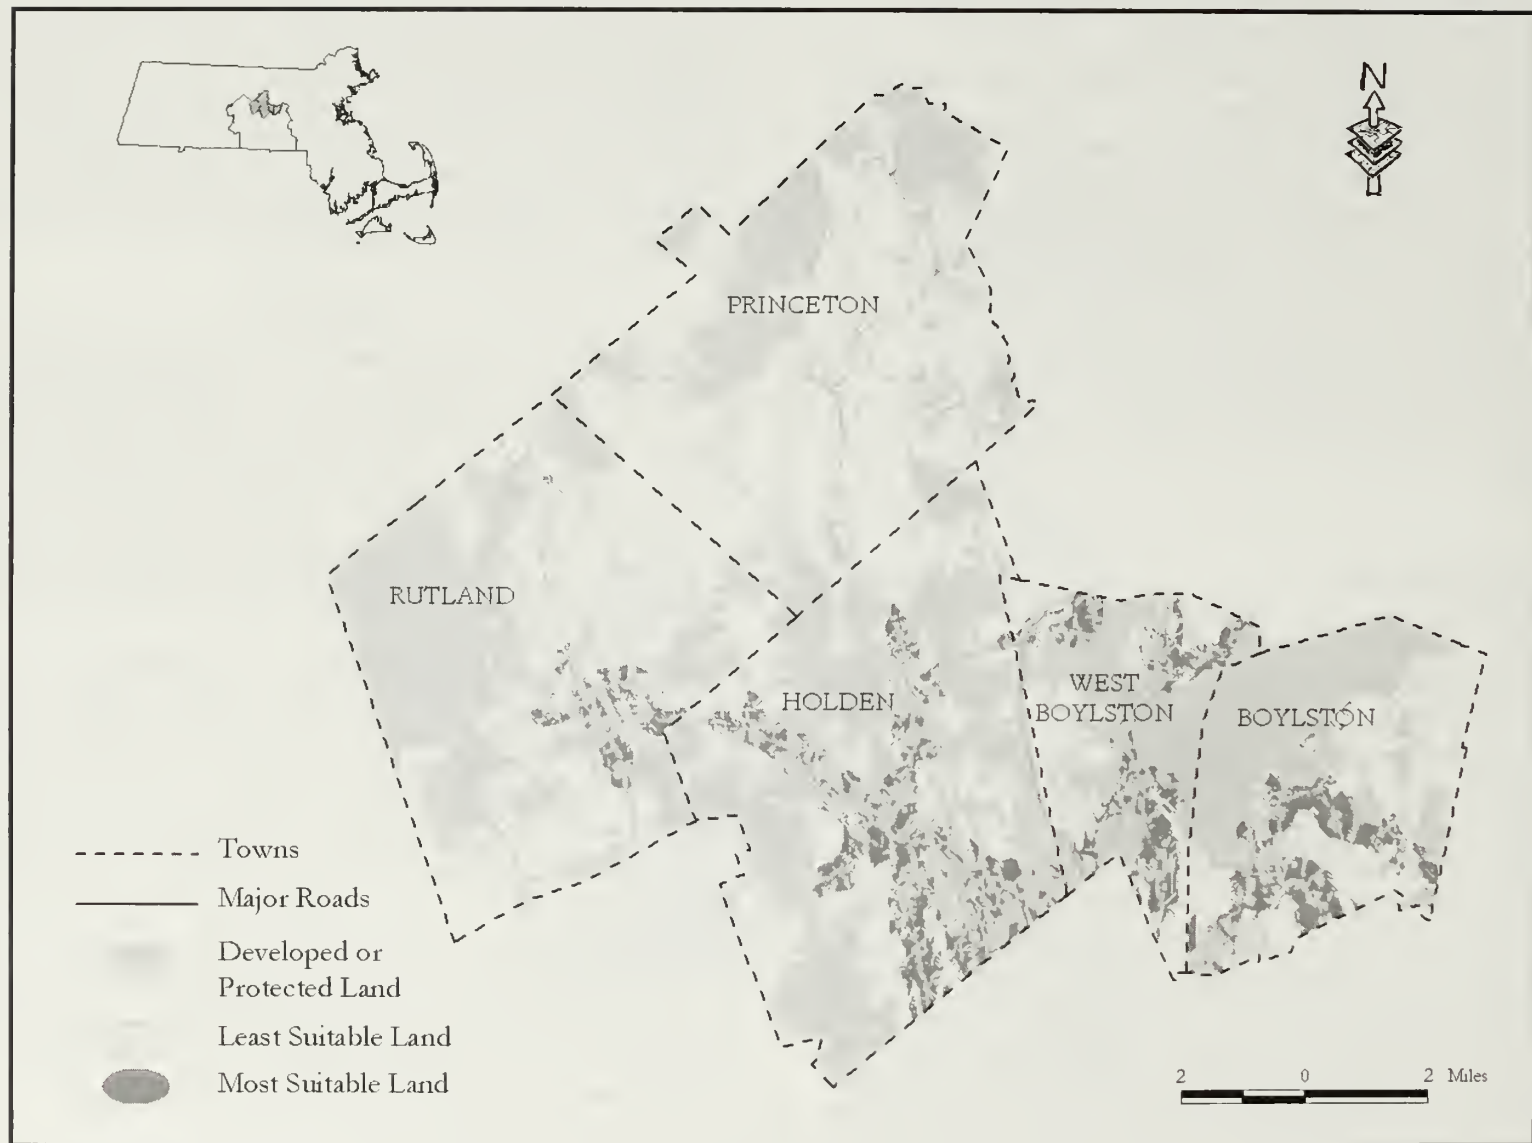 N
PRINCETON
RUTLAND
HOLDEN
WEST
BOYLSTON
BOYLSTON
Towns
Major Roads
Developed or
Protected Land
Least Suitable Land
Most Suitable Land
2 0 2 Miles